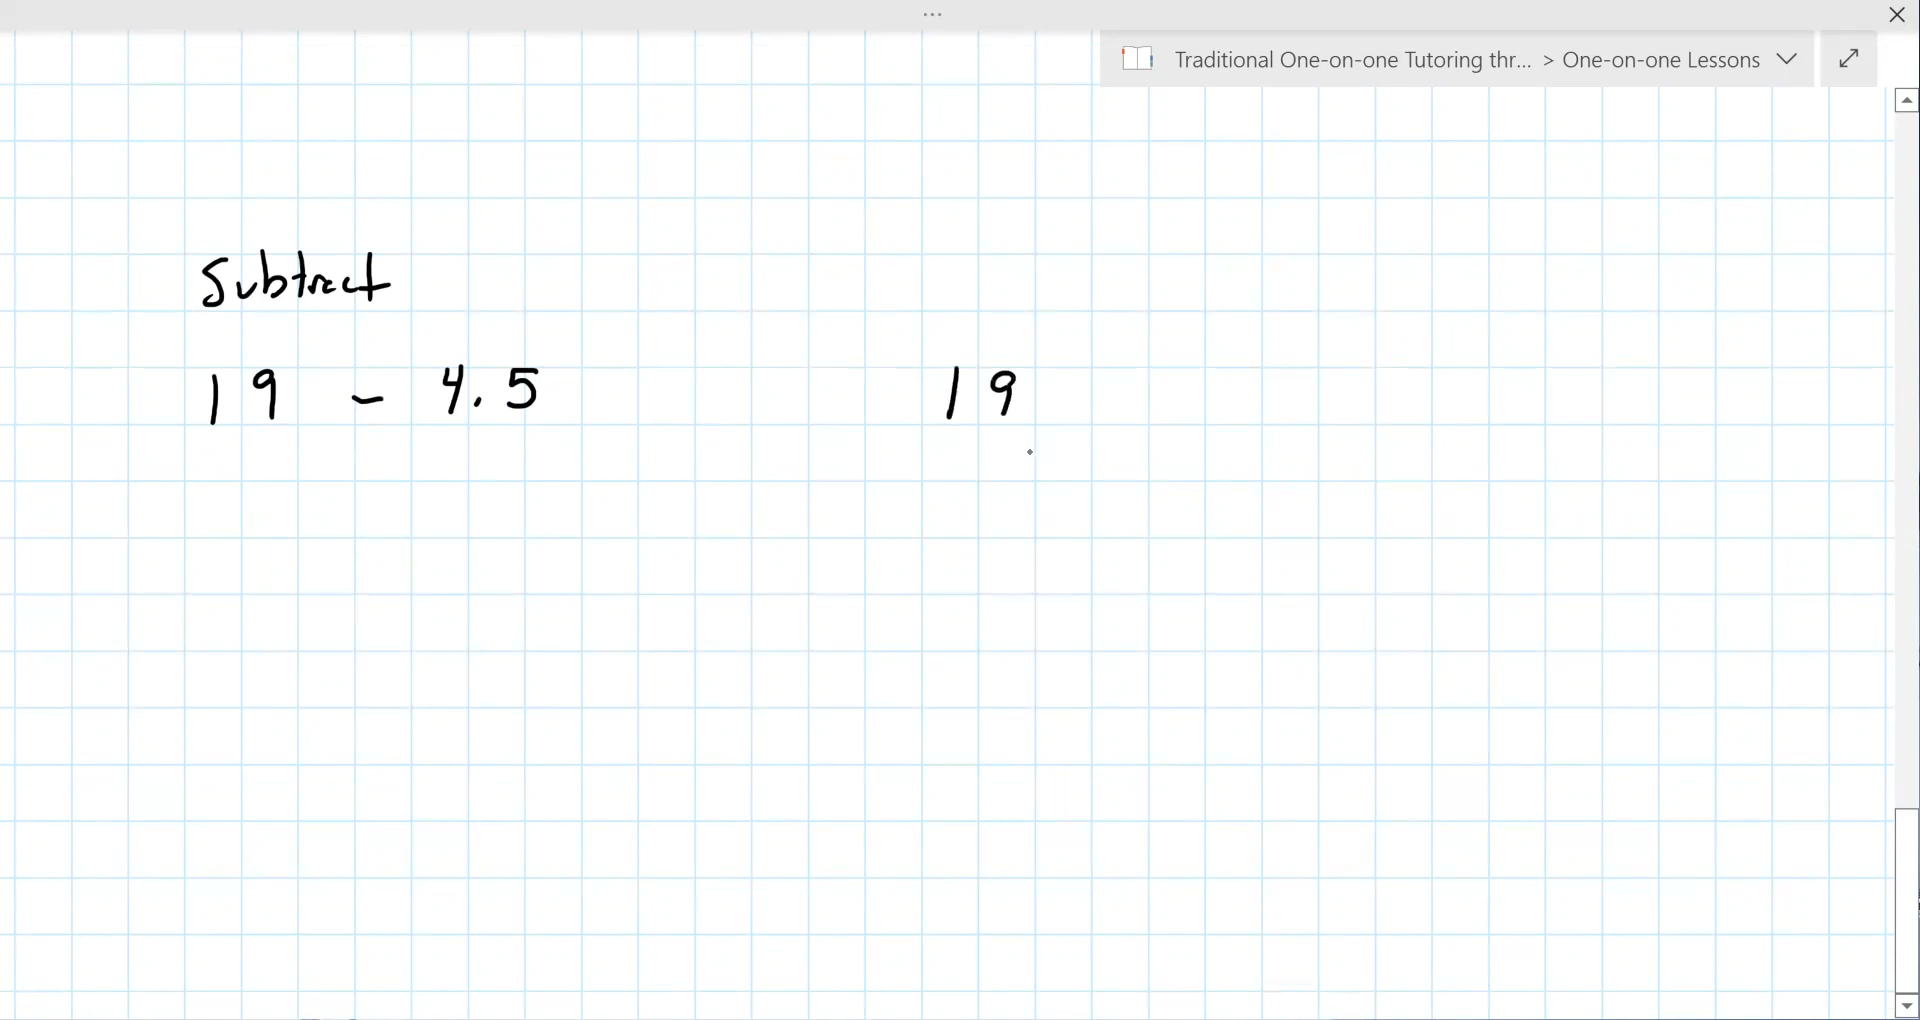 ...
Traditional One-on-one Tutoring thr... > One-on-one Lessons
Subtract
19 - 4.5
19